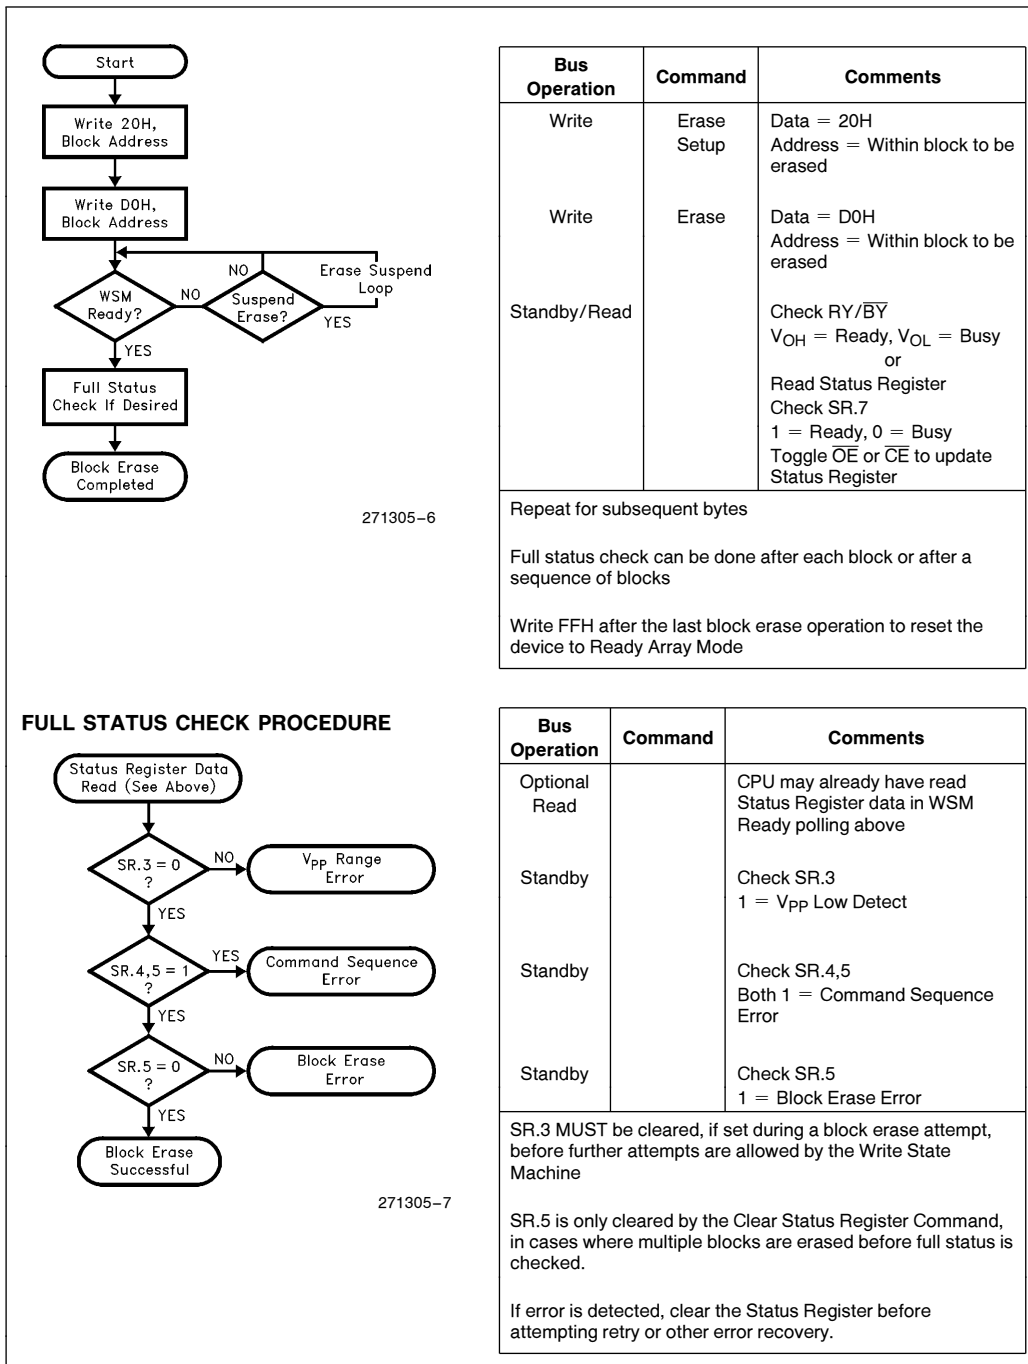 Start
Write 20H,
Block Address
Write D0H,
Block Address
WSM
Ready?
NO
Suspend
Erase?
NO
Erase Suspend
Loop
YES
YES
Full Status
Check If Desired
Block Erase
Completed
271305–6
Bus
Operation
Command
Comments
Write
Erase
Setup
Data = 20H
Address = Within block to be
erased
Write
Erase
Data = D0H
Address = Within block to be
erased
Standby/Read
Check RY/B̅Y̅
VOH = Ready, VOL = Busy
or
Read Status Register
Check SR.7
1 = Ready, 0 = Busy
Toggle O̅E̅ or C̅E̅ to update
Status Register
Repeat for subsequent bytes
Full status check can be done after each block or after a
sequence of blocks
Write FFH after the last block erase operation to reset the
device to Ready Array Mode
FULL STATUS CHECK PROCEDURE
Status Register Data
Read (See Above)
SR.3 = 0
?
NO
VPP Range
Error
YES
SR.4,5 = 1
?
YES
Command Sequence
Error
YES
SR.5 = 0
?
NO
Block Erase
Error
YES
Block Erase
Successful
271305–7
Bus
Operation
Command
Comments
Optional
Read
CPU may already have read
Status Register data in WSM
Ready polling above
Standby
Check SR.3
1 = VPP Low Detect
Standby
Check SR.4,5
Both 1 = Command Sequence
Error
Standby
Check SR.5
1 = Block Erase Error
SR.3 MUST be cleared, if set during a block erase attempt,
before further attempts are allowed by the Write State
Machine
SR.5 is only cleared by the Clear Status Register Command,
in cases where multiple blocks are erased before full status is
checked.
If error is detected, clear the Status Register before
attempting retry or other error recovery.